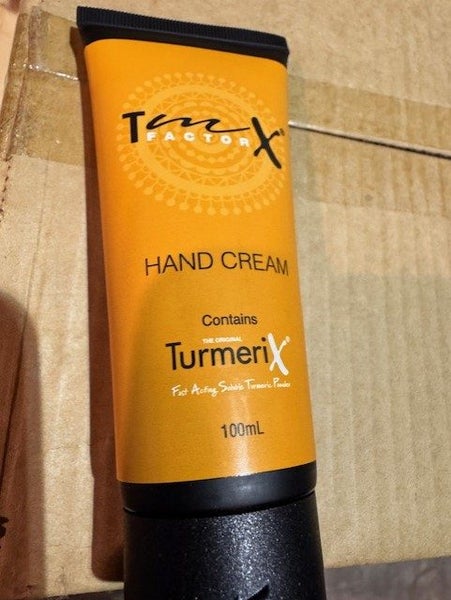 TmX®
FACTOR
HAND CREAM
Contains
THE ORIGINAL
TurmeriX®
Fast Acting Soluble Turmeric Powder
100mL